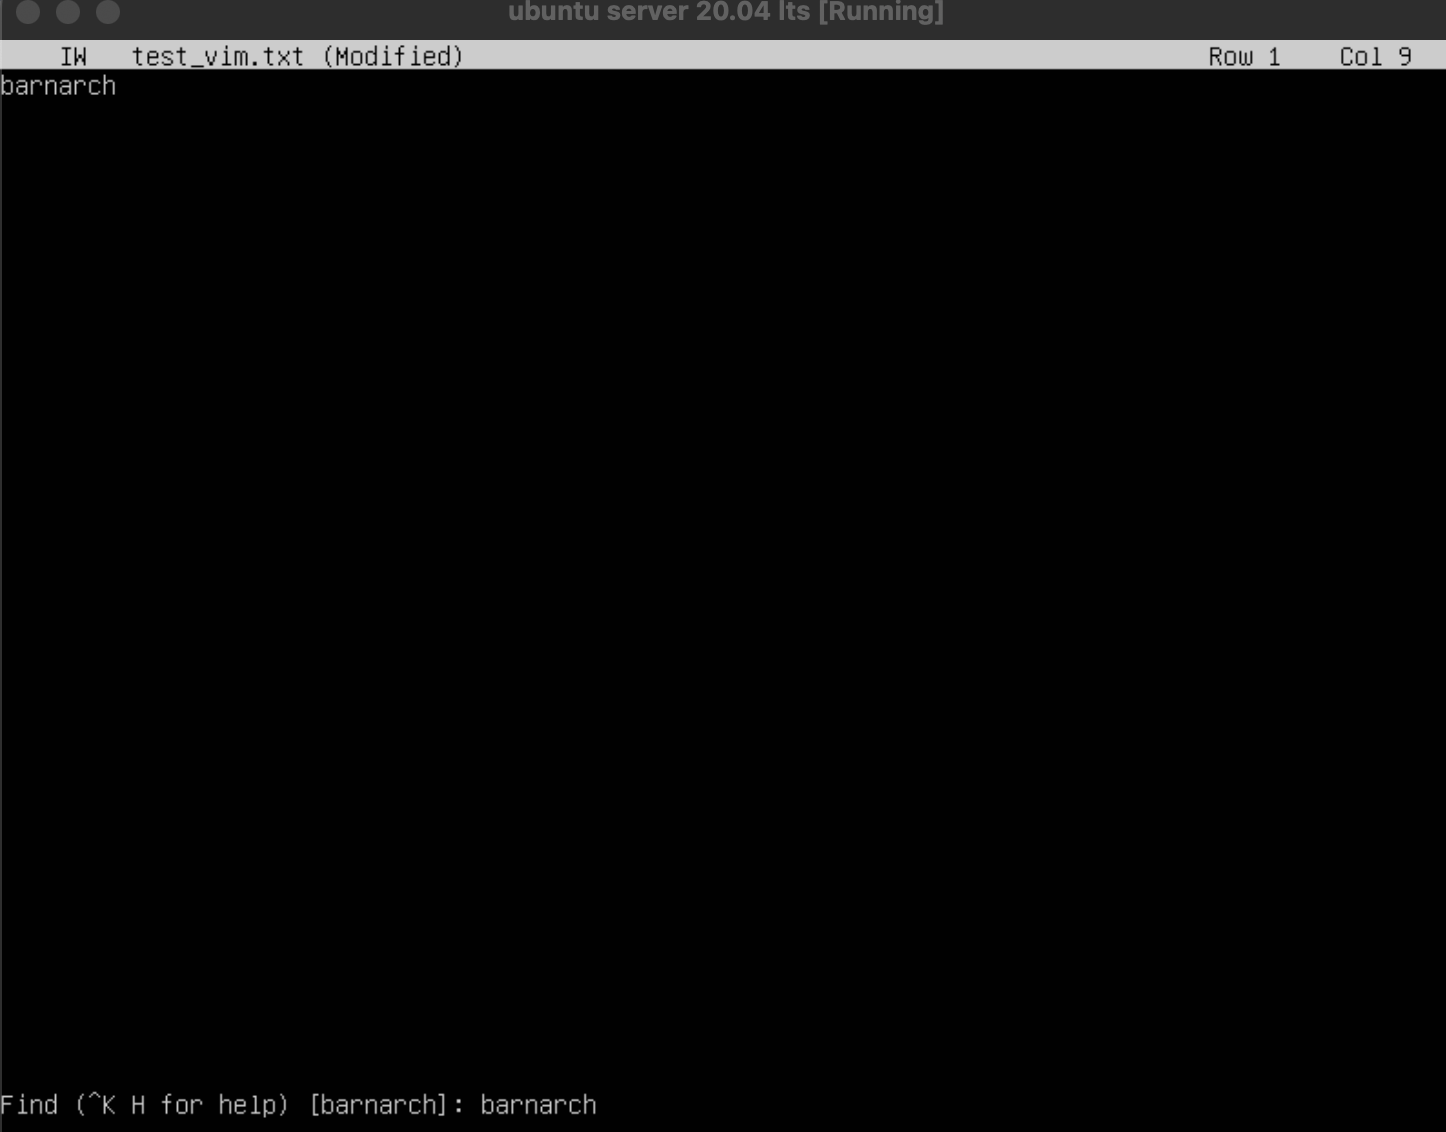 ubuntu server 20.04 lts [Running]
IW test_vim.txt (Modified) Row 1 Col 9
barnarch
Find (^K H for help) [barnarch]: barnarch